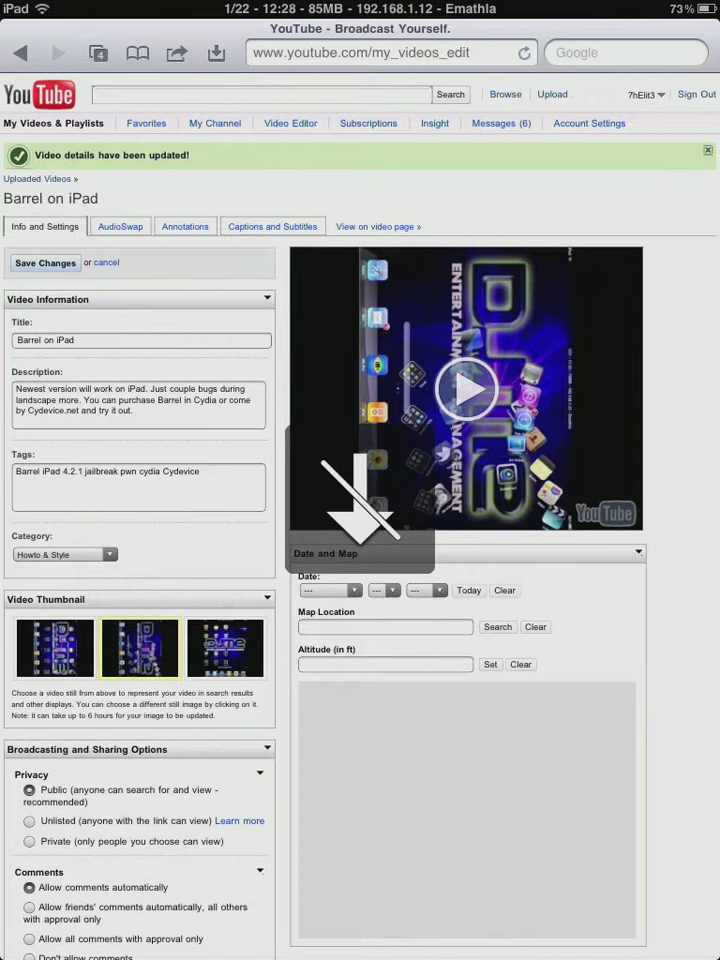 iPad 1/22 - 12:28 - 85MB - 192.168.1.12 - Emathia 73%
YouTube - Broadcast Yourself.
4 www.youtube.com/my_videos_edit Google
YouTube Search Browse Upload 7hElit3 Sign Out
My Videos & Playlists Favorites My Channel Video Editor Subscriptions Insight Messages (6) Account Settings
Video details have been updated!
Uploaded Videos »
Barrel on iPad
Info and Settings AudioSwap Annotations Captions and Subtitles View on video page »
Save Changes or cancel
Video Information
Title:
Barrel on iPad
Description:
Newest version will work on iPad. Just couple bugs during
landscape more. You can purchase Barrel in Cydia or come
by Cydevice.net and try it out.
Tags:
Barrel iPad 4.2.1 jailbreak pwn cydia Cydevice
Category:
Howto & Style
Video Thumbnail
Choose a video still from above to represent your video in search results
and other displays. You can choose a different still image by clicking on it.
Note: it can take up to 6 hours for your image to be updated.
Broadcasting and Sharing Options
Privacy
Public (anyone can search for and view -
recommended)
Unlisted (anyone with the link can view) Learn more
Private (only people you choose can view)
Comments
Allow comments automatically
Allow friends' comments automatically, all others
with approval only
Allow all comments with approval only
Don't allow comments
ENTERTAINMENT MANAGEMENT
YouTube
Date and Map
Date:
--- --- --- Today Clear
Map Location
Search Clear
Altitude (in ft)
Set Clear